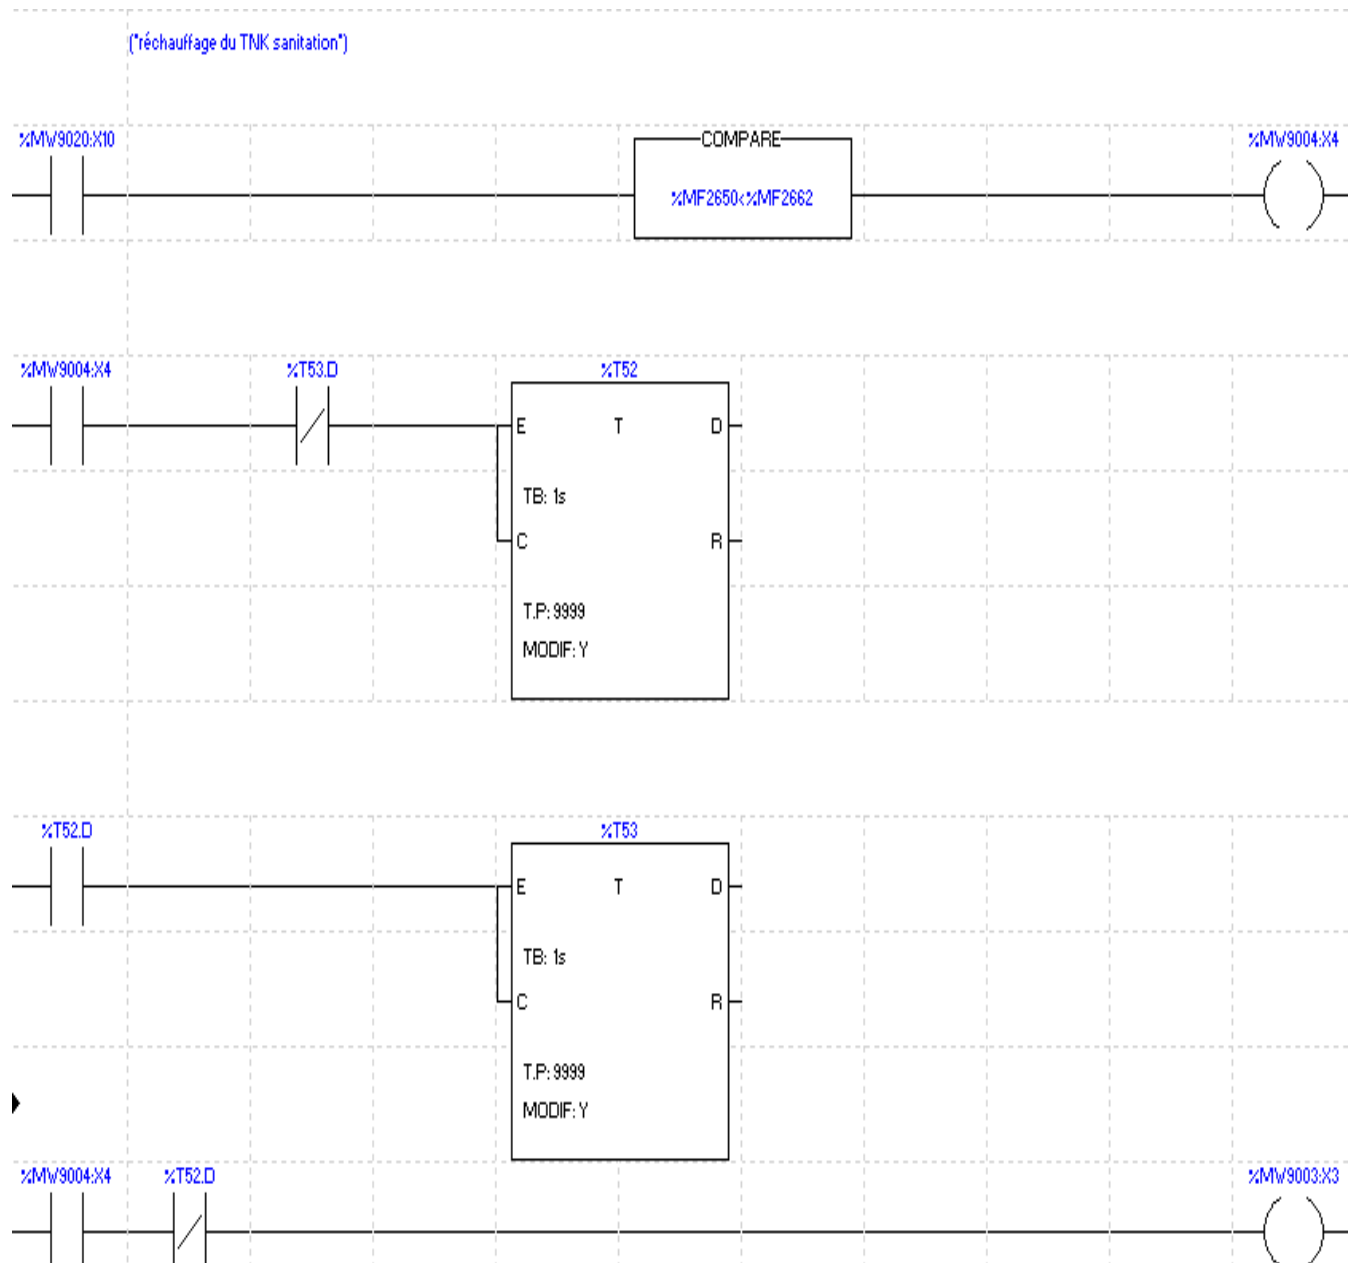 ("réchauffage du TNK sanitation")
%MW9020:X10
COMPARE
%MW9004:X4
%MF2650<%MF2662
%MW9004:X4
%T53.D
%T52
E T D
TB: 1s
C R
T.P: 9999
MODIF: Y
%T52.D
%T53
E T D
TB: 1s
C R
T.P: 9999
MODIF: Y
%MW9004:X4
%T52.D
%MW9003:X3